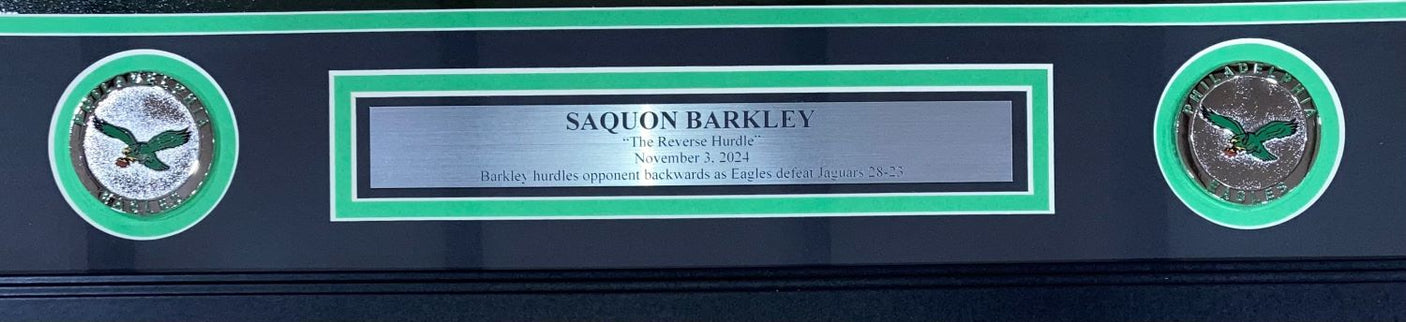 PHILADELPHIA
EAGLES
SAQUON BARKLEY
“The Reverse Hurdle”
November 3, 2024
Barkley hurdles opponent backwards as Eagles defeat Jaguars 28-23
PHILADELPHIA
EAGLES